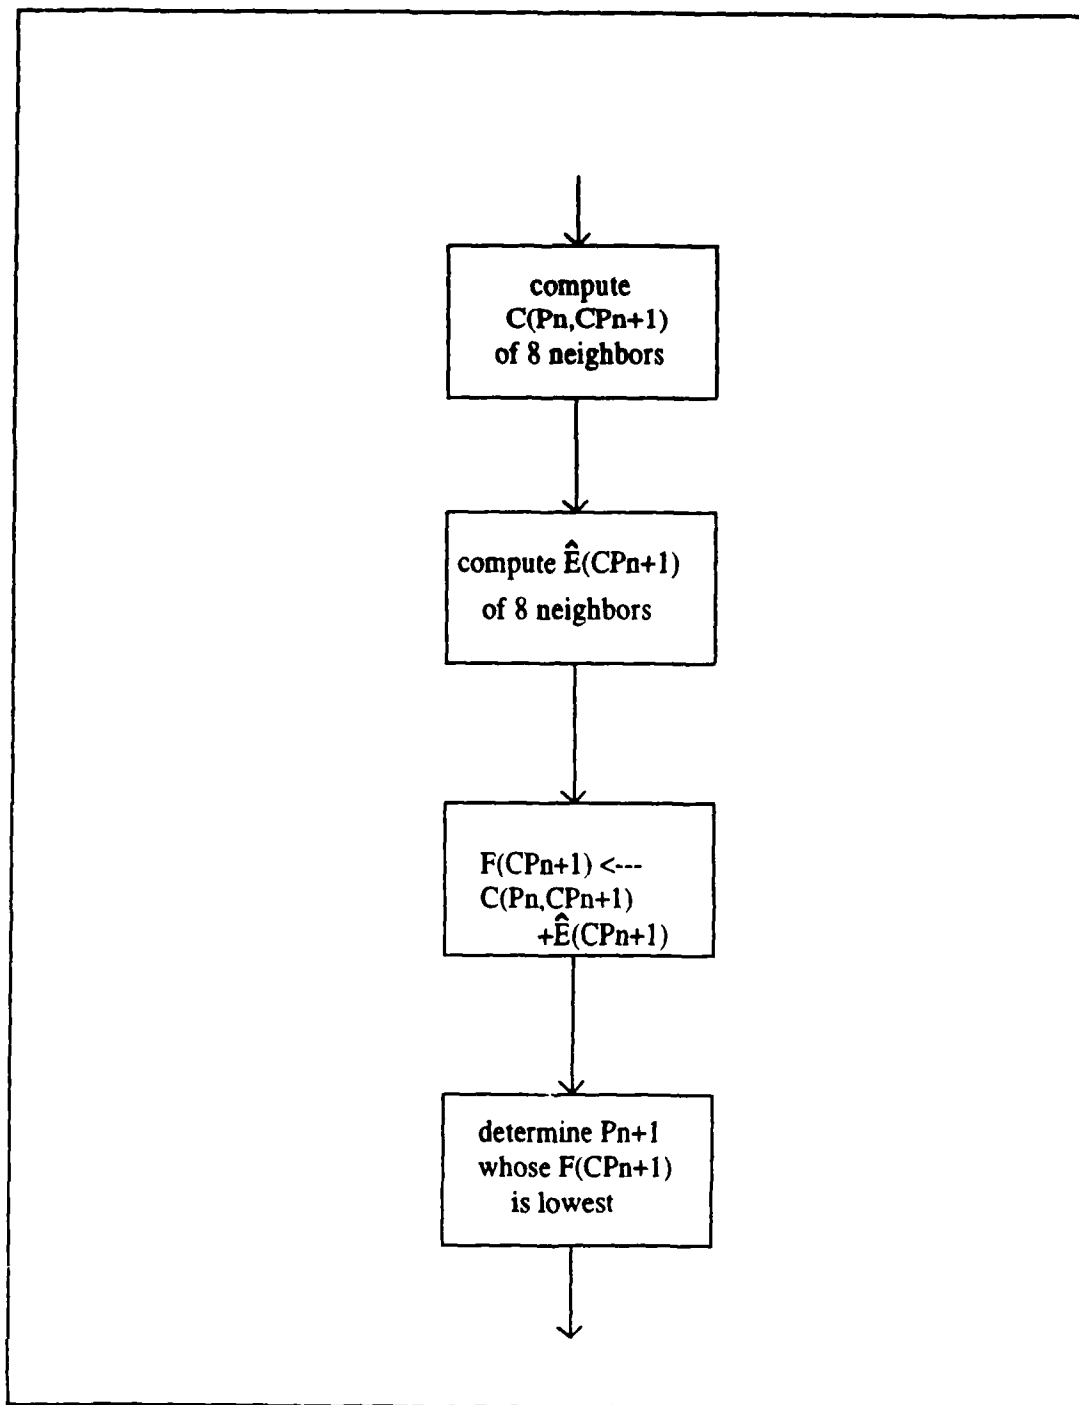 compute
C(Pn,CPn+1)
of 8 neighbors
compute Ê(CPn+1)
of 8 neighbors
F(CPn+1) <---
C(Pn,CPn+1)
+Ê(CPn+1)
determine Pn+1
whose F(CPn+1)
is lowest